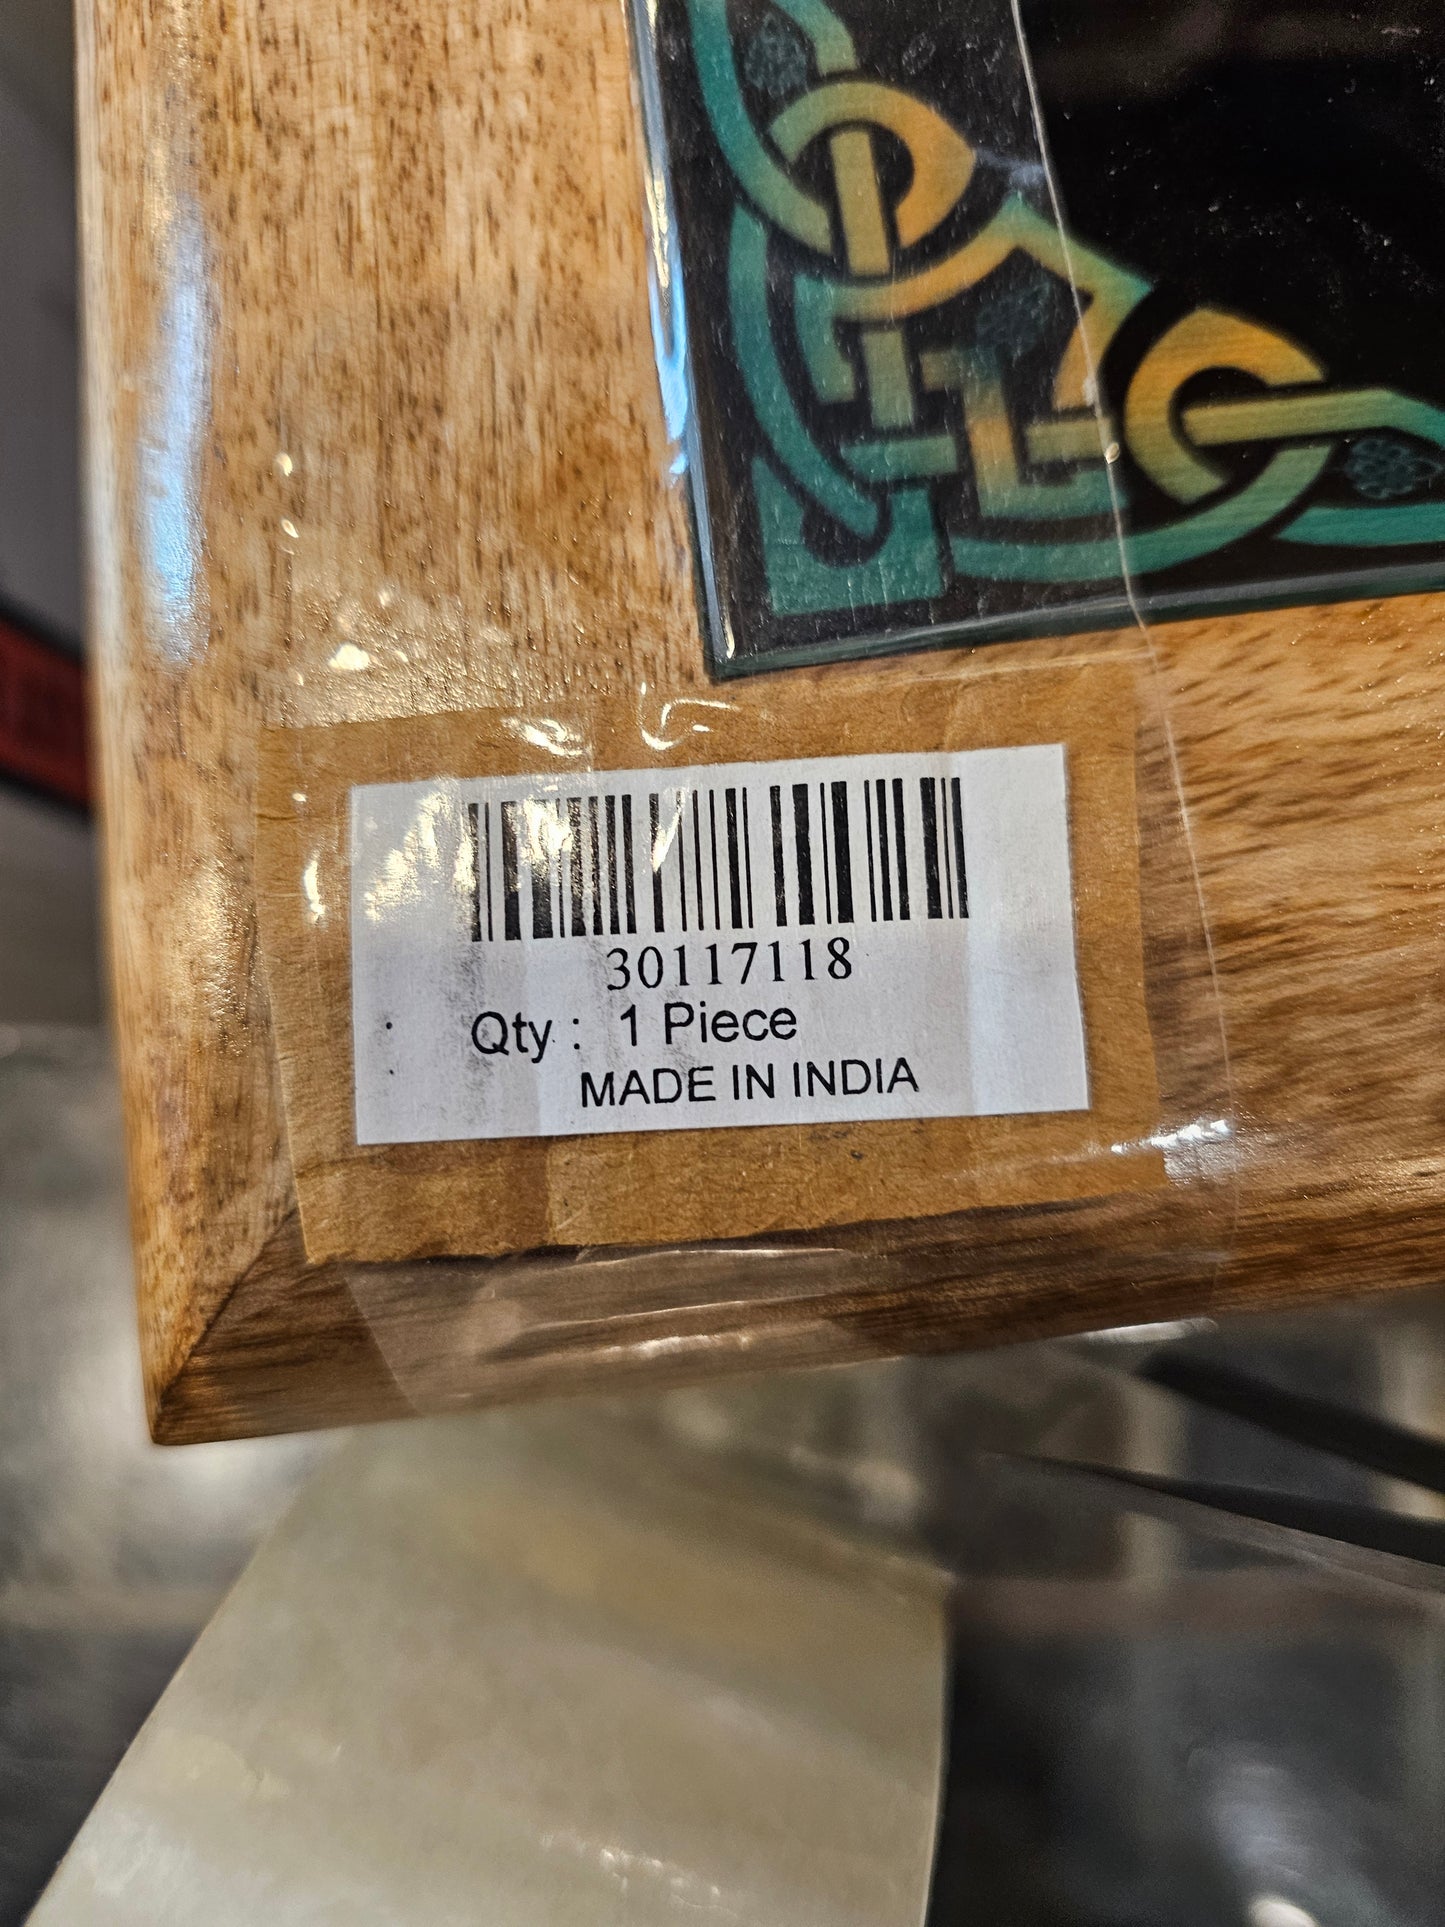 30117118
Qty : 1 Piece
MADE IN INDIA